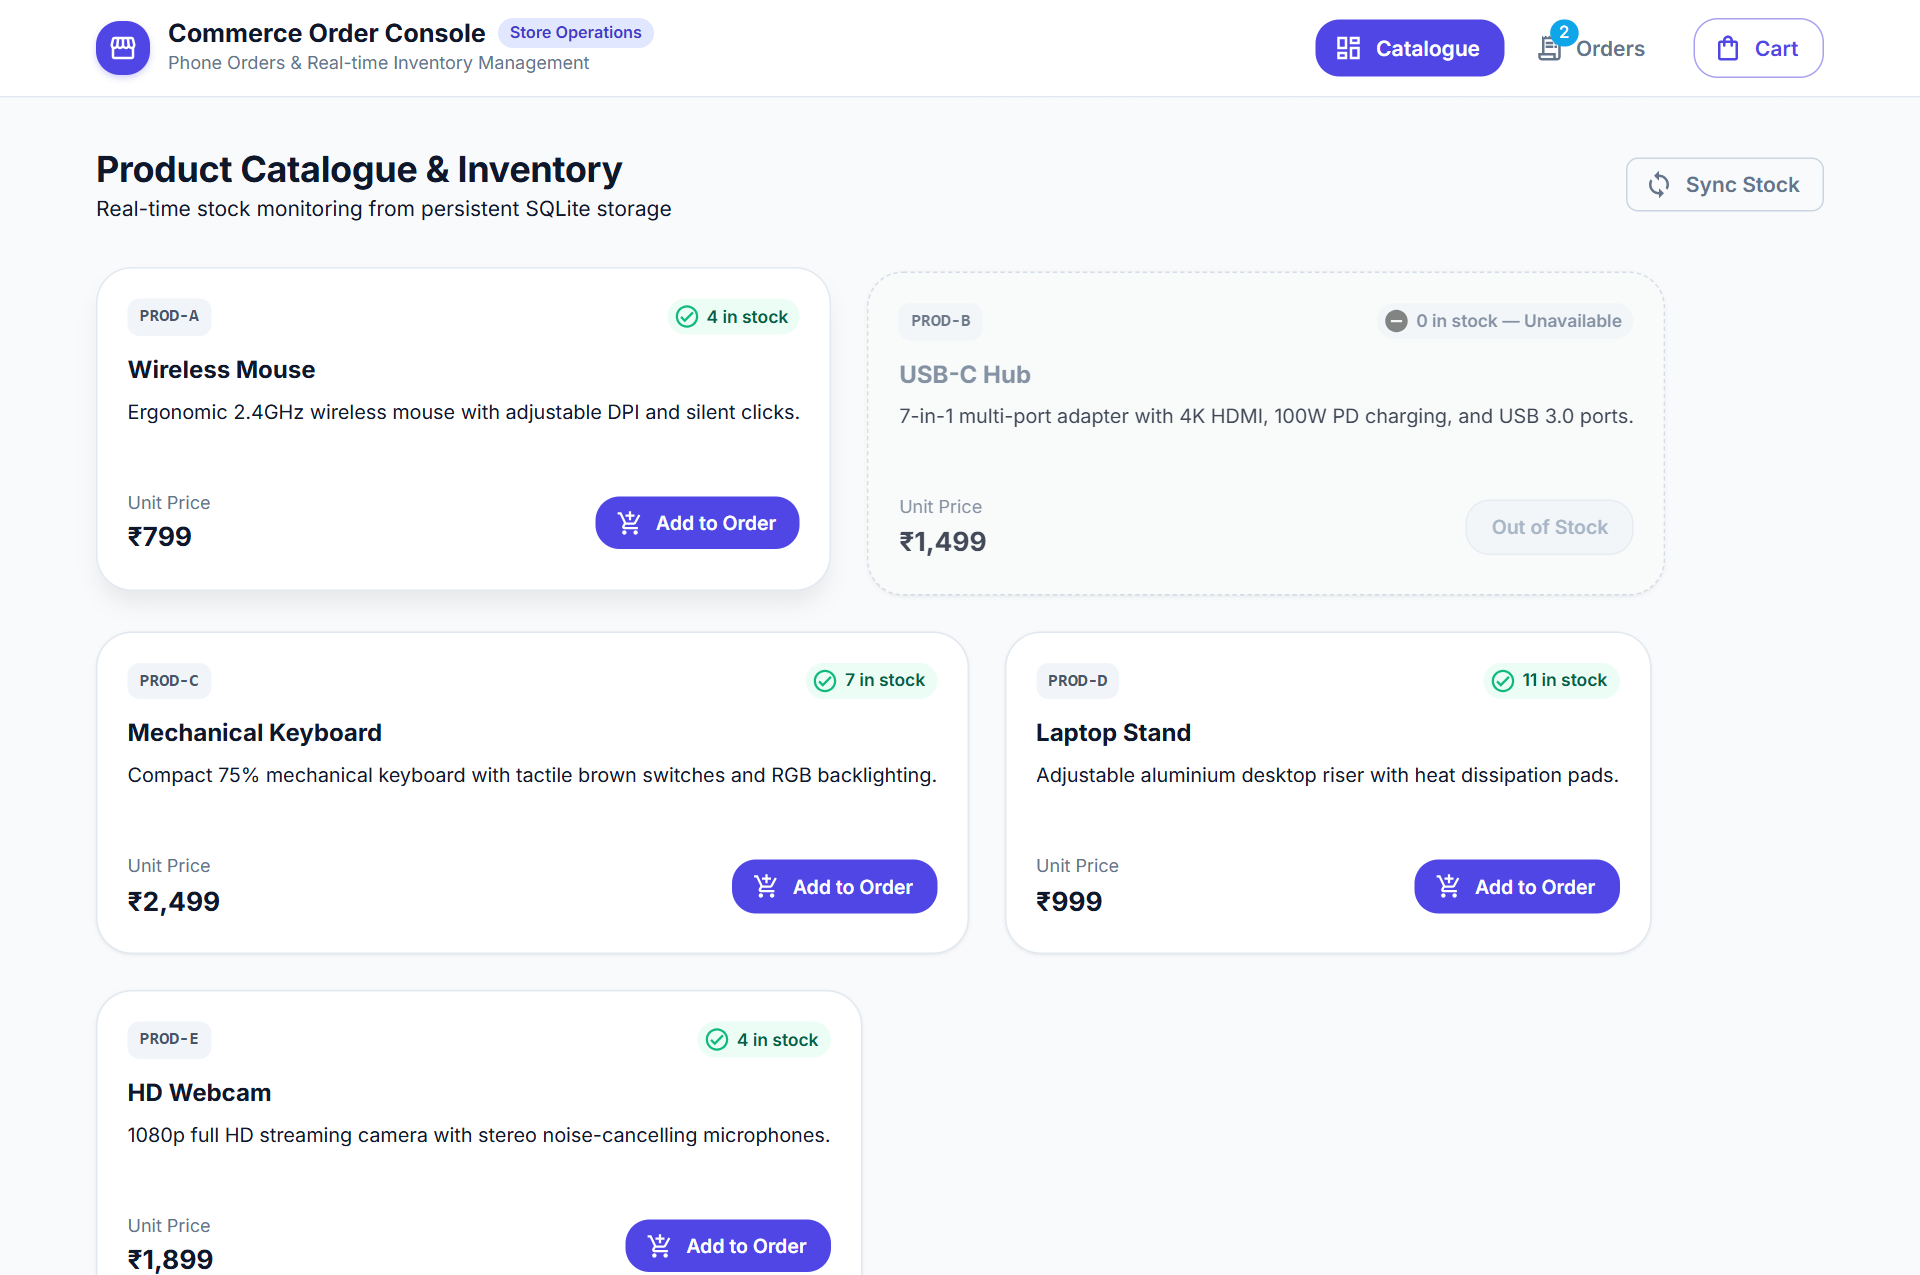 Commerce Order Console
Store Operations
Phone Orders & Real-time Inventory Management
Catalogue
2
Orders
Cart
Product Catalogue & Inventory
Real-time stock monitoring from persistent SQLite storage
Sync Stock
PROD-A
4 in stock
Wireless Mouse
Ergonomic 2.4GHz wireless mouse with adjustable DPI and silent clicks.
Unit Price
₹799
Add to Order
PROD-B
0 in stock — Unavailable
USB-C Hub
7-in-1 multi-port adapter with 4K HDMI, 100W PD charging, and USB 3.0 ports.
Unit Price
₹1,499
Out of Stock
PROD-C
7 in stock
Mechanical Keyboard
Compact 75% mechanical keyboard with tactile brown switches and RGB backlighting.
Unit Price
₹2,499
Add to Order
PROD-D
11 in stock
Laptop Stand
Adjustable aluminium desktop riser with heat dissipation pads.
Unit Price
₹999
Add to Order
PROD-E
4 in stock
HD Webcam
1080p full HD streaming camera with stereo noise-cancelling microphones.
Unit Price
₹1,899
Add to Order